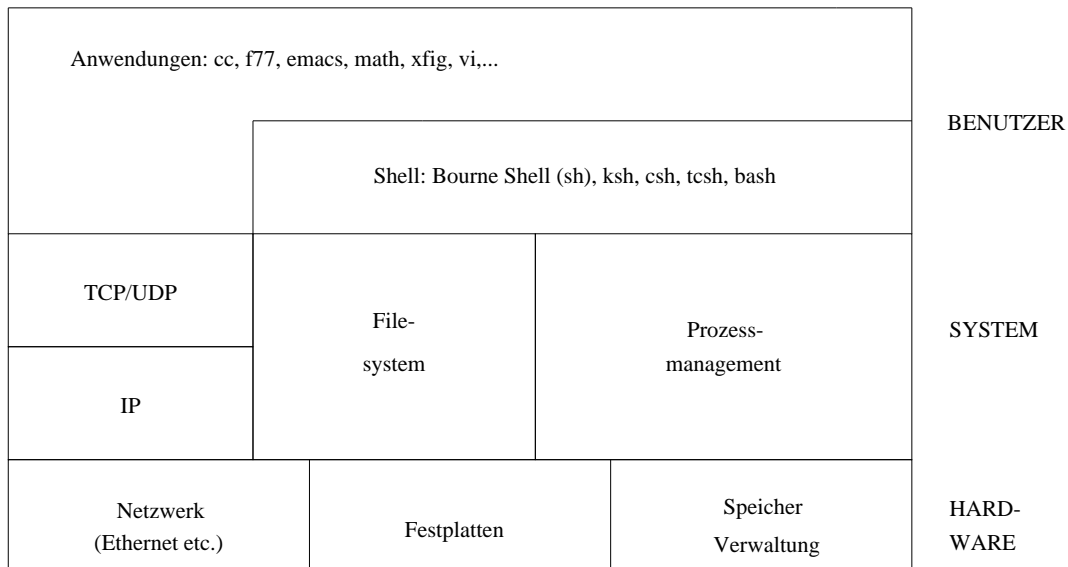 Anwendungen: cc, f77, emacs, math, xfig, vi,...
BENUTZER
Shell: Bourne Shell (sh), ksh, csh, tcsh, bash
TCP/UDP
IP
File-
system
Prozess-
management
SYSTEM
Netzwerk
(Ethernet etc.)
Festplatten
Speicher
Verwaltung
HARD-
WARE